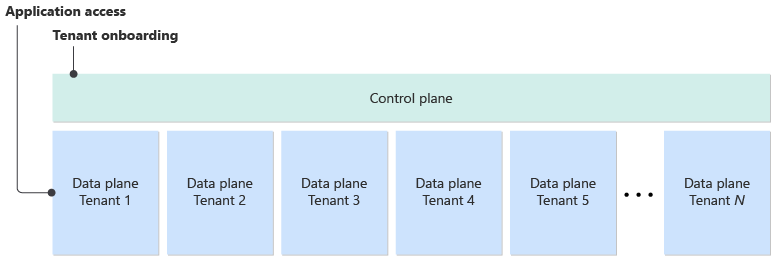 Application access
Tenant onboarding
Control plane
Data plane
Tenant 1
Data plane
Tenant 2
Data plane
Tenant 3
Data plane
Tenant 4
Data plane
Tenant 5
...
Data plane
Tenant N